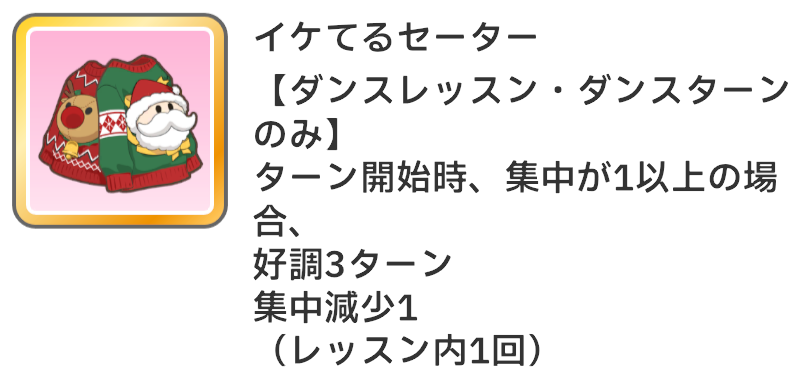 イケてるセーター
【ダンスレッスン・ダンスターン
のみ】
ターン開始時、集中が1以上の場
合、
好調3ターン
集中減少1
（レッスン内1回）